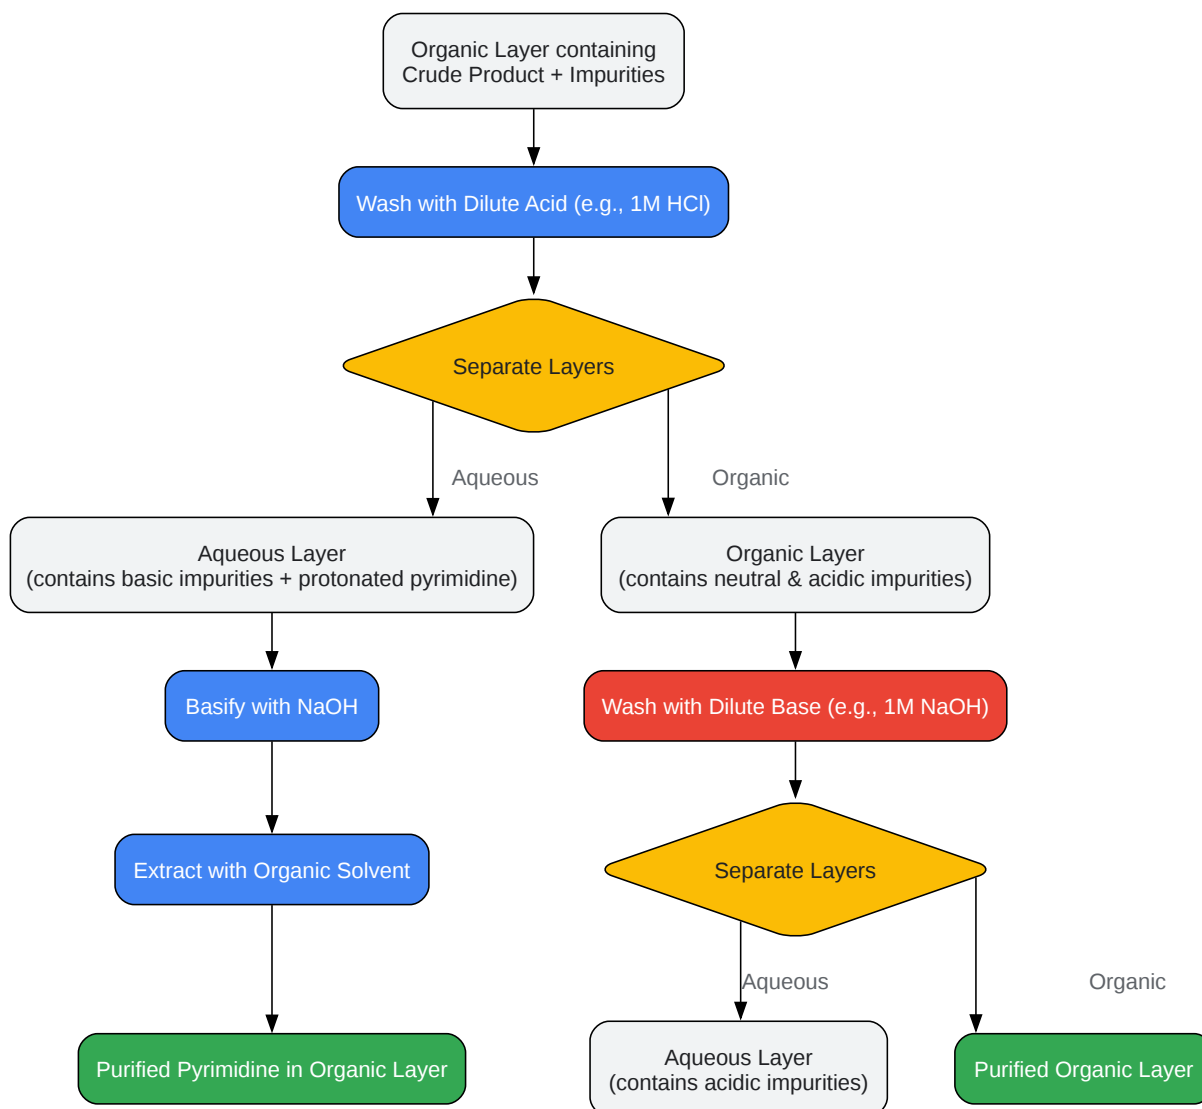 Organic Layer containing
Crude Product + Impurities
Wash with Dilute Acid (e.g., 1M HCl)
Separate Layers
Aqueous
Organic
Aqueous Layer
(contains basic impurities + protonated pyrimidine)
Organic Layer
(contains neutral & acidic impurities)
Basify with NaOH
Wash with Dilute Base (e.g., 1M NaOH)
Extract with Organic Solvent
Separate Layers
Aqueous
Organic
Purified Pyrimidine in Organic Layer
Aqueous Layer
(contains acidic impurities)
Purified Organic Layer